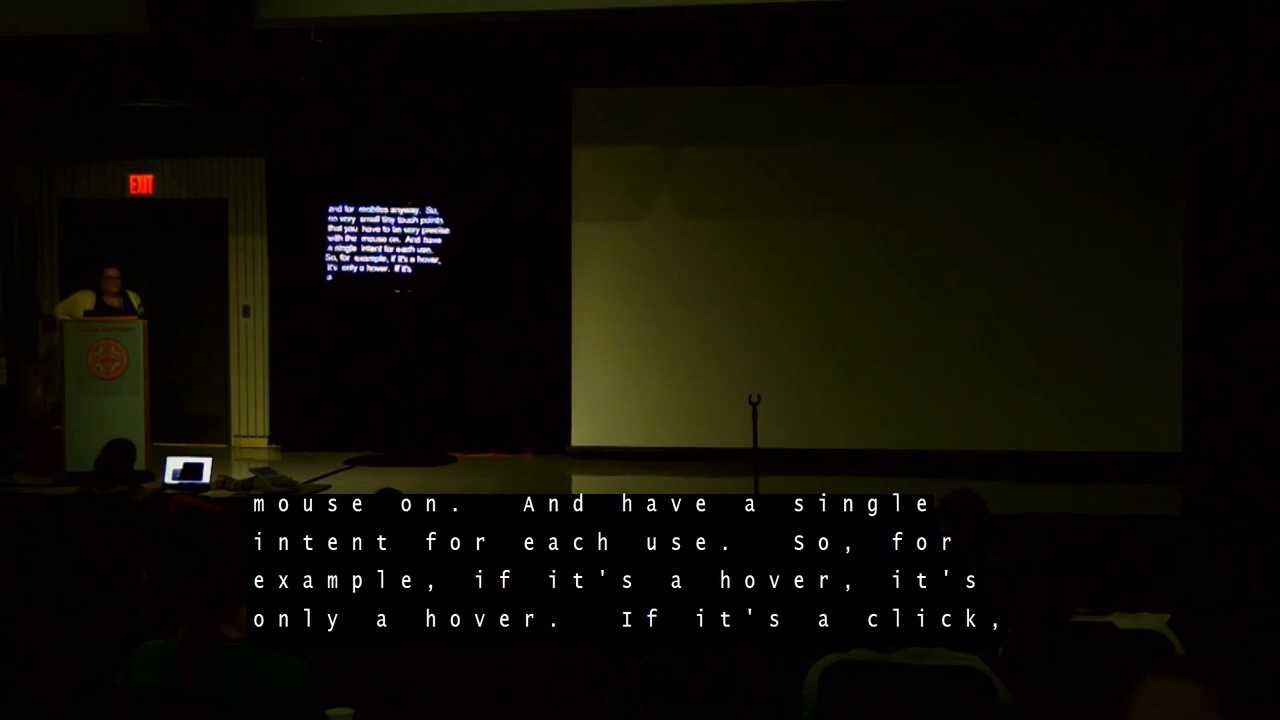 EXIT
and for mobiles anyway. So,
no very small tiny touch points
that you have to be very precise
with the mouse on. And have
a single intent for each use.
So, for example, if it's a hover,
it's only a hover. If it's
a
mouse on. And have a single
intent for each use. So, for
example, if it's a hover, it's
only a hover. If it's a click,